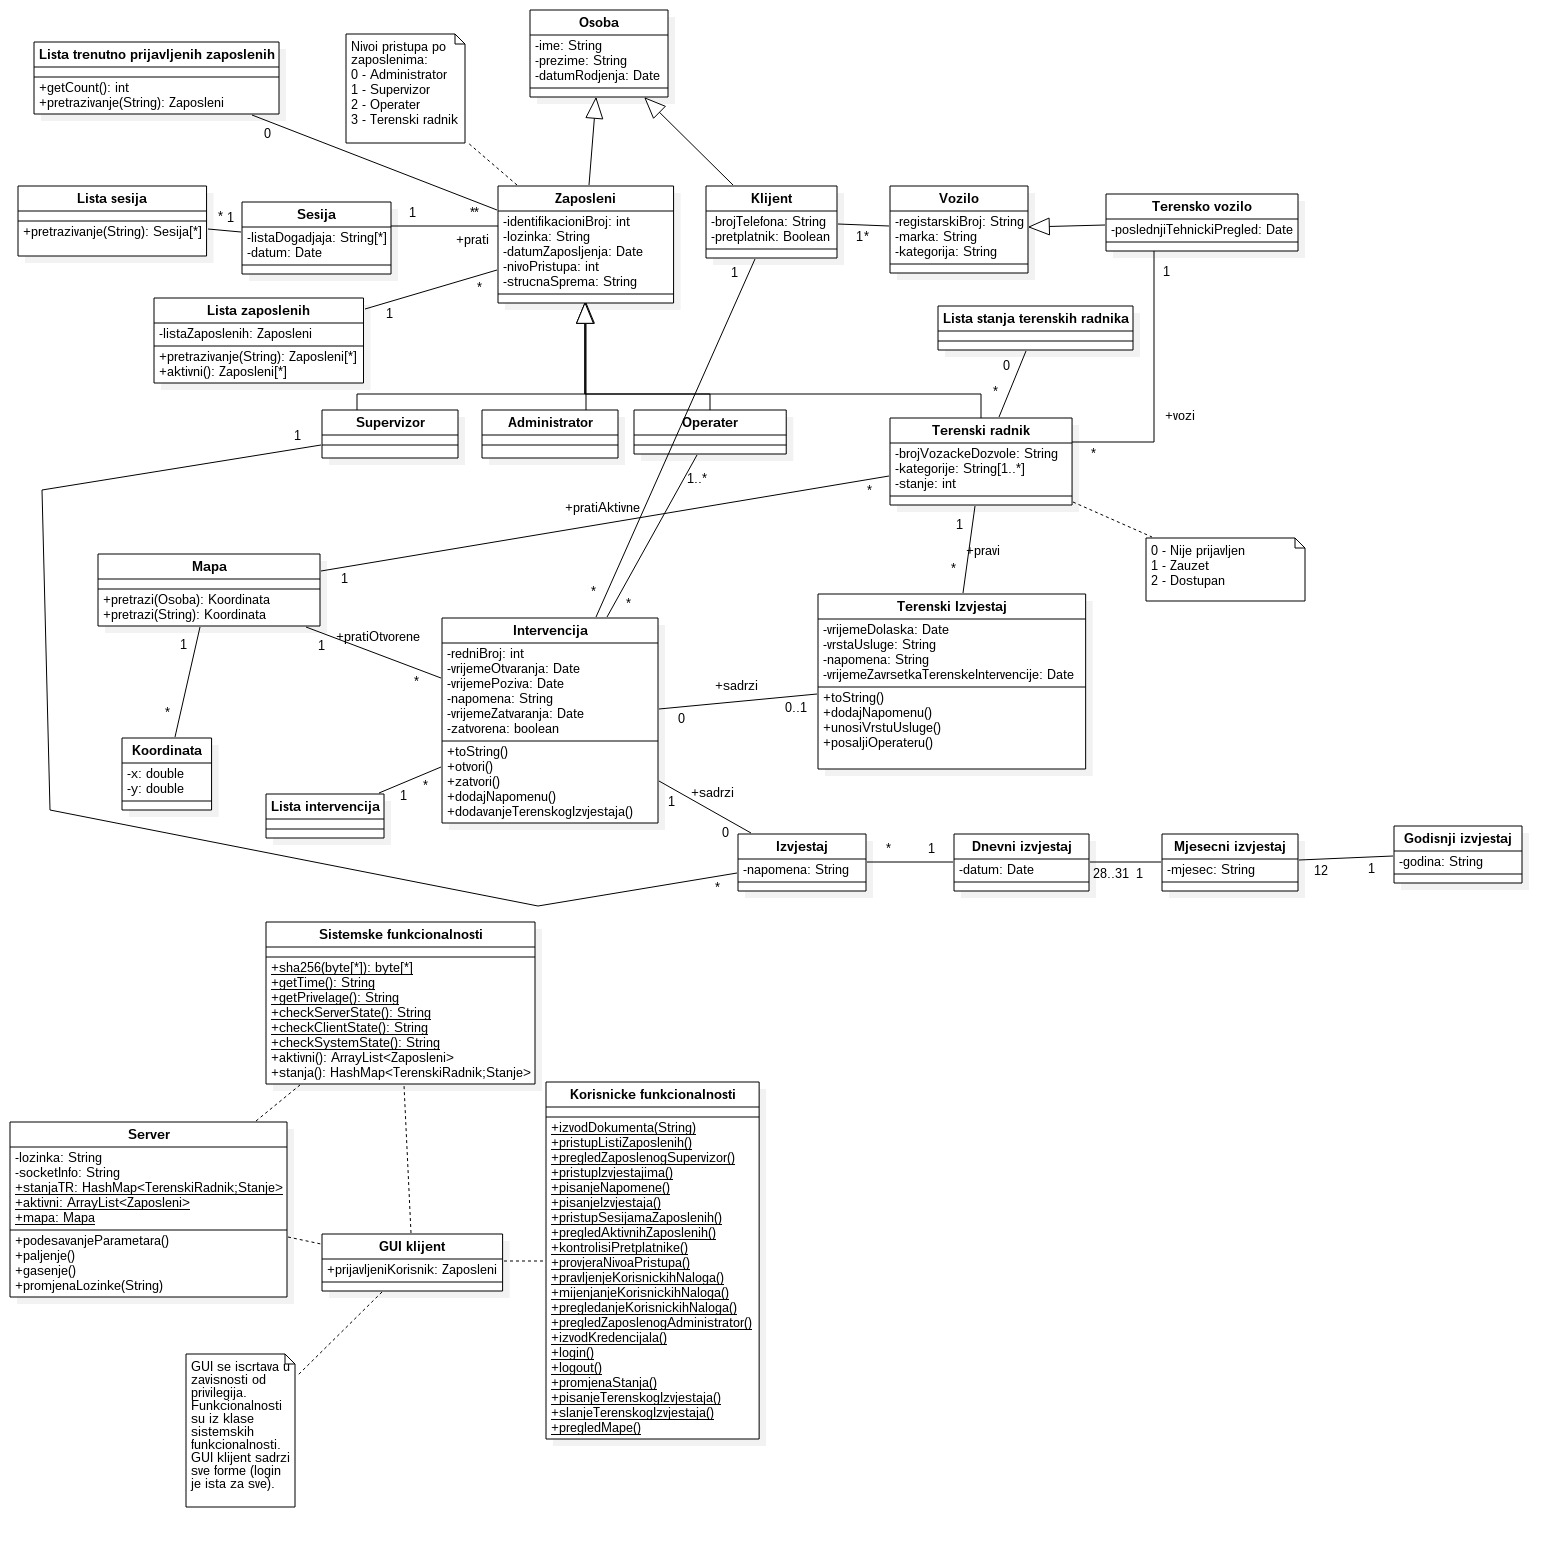 Osoba
-ime: String
-prezime: String
-datumRodjenja: Date
Lista trenutno prijavljenih zaposlenih
+getCount(): int
+pretrazivanje(String): Zaposleni
0
Nivoi pristupa po
zaposlenima:
0 - Administrator
1 - Supervizor
2 - Operater
3 - Terenski radnik
Lista sesija
+pretrazivanje(String): Sesija[*]
*
1
Sesija
-listaDogadjaja: String[*]
-datum: Date
1
**
+prati
*
Zaposleni
-identifikacioniBroj: int
-lozinka: String
-datumZaposljenja: Date
-nivoPristupa: int
-strucnaSprema: String
Klijent
-brojTelefona: String
-pretplatnik: Boolean
1
1*
Vozilo
-registarskiBroj: String
-marka: String
-kategorija: String
Terensko vozilo
-posljednjiTehnickiPregled: Date
1
+vozi
*
Lista zaposlenih
-listaZaposlenih: Zaposleni
+pretrazivanje(String): Zaposleni[*]
+aktivni(): Zaposleni[*]
1
Lista stanja terenskih radnika
0
*
Supervizor
1
Administrator
Operater
1..*
Terenski radnik
-brojVozackeDozvole: String
-kategorije: String[1..*]
-stanje: int
*
+pratiAktivne
1
1
+pravi
*
0 - Nije prijavljen
1 - Zauzet
2 - Dostupan
Mapa
+pretrazi(Osoba): Koordinata
+pretrazi(String): Koordinata
1
*
1
+pratiOtvorene
*
Koordinata
-x: double
-y: double
*
*
Intervencija
-redniBroj: int
-vrijemeOtvaranja: Date
-vrijemePoziva: Date
-napomena: String
-vrijemeZatvaranja: Date
-zatvorena: boolean
+toString()
+otvori()
+zatvori()
+dodajNapomenu()
+dodavanjeTerenskogIzvjestaja()
+sadrzi
0
0..1
Terenski Izvjestaj
-vrijemeDolaska: Date
-vrstaUsluge: String
-napomena: String
-vrijemeZavrsetkaTerenskeIntervencije: Date
+toString()
+dodajNapomenu()
+unosiVrstuUsluge()
+posaljiOperateru()
Lista intervencija
1
*
+sadrzi
1
0
Izvjestaj
-napomena: String
*
*
1
Dnevni izvjestaj
-datum: Date
28..31
1
Mjesecni izvjestaj
-mjesec: String
12
1
Godisnji izvjestaj
-godina: String
Sistemske funkcionalnosti
+sha256(byte[*]): byte[*]
+getTime(): String
+getPrivelage(): String
+checkServerState(): String
+checkClientState(): String
+checkSystemState(): String
+aktivni(): ArrayList<Zaposleni>
+stanja(): HashMap<TerenskiRadnik;Stanje>
Server
-lozinka: String
-socketInfo: String
+stanjaTR: HashMap<TerenskiRadnik;Stanje>
+aktivni: ArrayList<Zaposleni>
+mapa: Mapa
+podesavanjeParametara()
+paljenje()
+gasenje()
+promjenaLozinke(String)
GUI klijent
+prijavljeniKorisnik: Zaposleni
Korisnicke funkcionalnosti
+izvodDokumenta(String)
+pristupListiZaposlenih()
+pregledZaposlenogSupervizor()
+pristupIzvjestajima()
+pisanjeNapomene()
+pisanjeIzvjestaja()
+pristupSesijamaZaposlenih()
+pregledAktivnihZaposlenih()
+kontrolisiPretplatnike()
+provjeraNivoaPristupa()
+pravljenjeKorisnickihNaloga()
+mijenjanjeKorisnickihNaloga()
+pregledanjeKorisnickihNaloga()
+pregledZaposlenogAdministrator()
+izvodKredencijala()
+login()
+logout()
+promjenaStanja()
+pisanjeTerenskogIzvjestaja()
+slanjeTerenskogIzvjestaja()
+pregledMape()
GUI se iscrtava u
zavisnosti od
privilegija.
Funkcionalnosti
su iz klase
sistemskih
funkcionalnosti.
GUI klijent sadrzi
sve forme (login
je ista za sve).